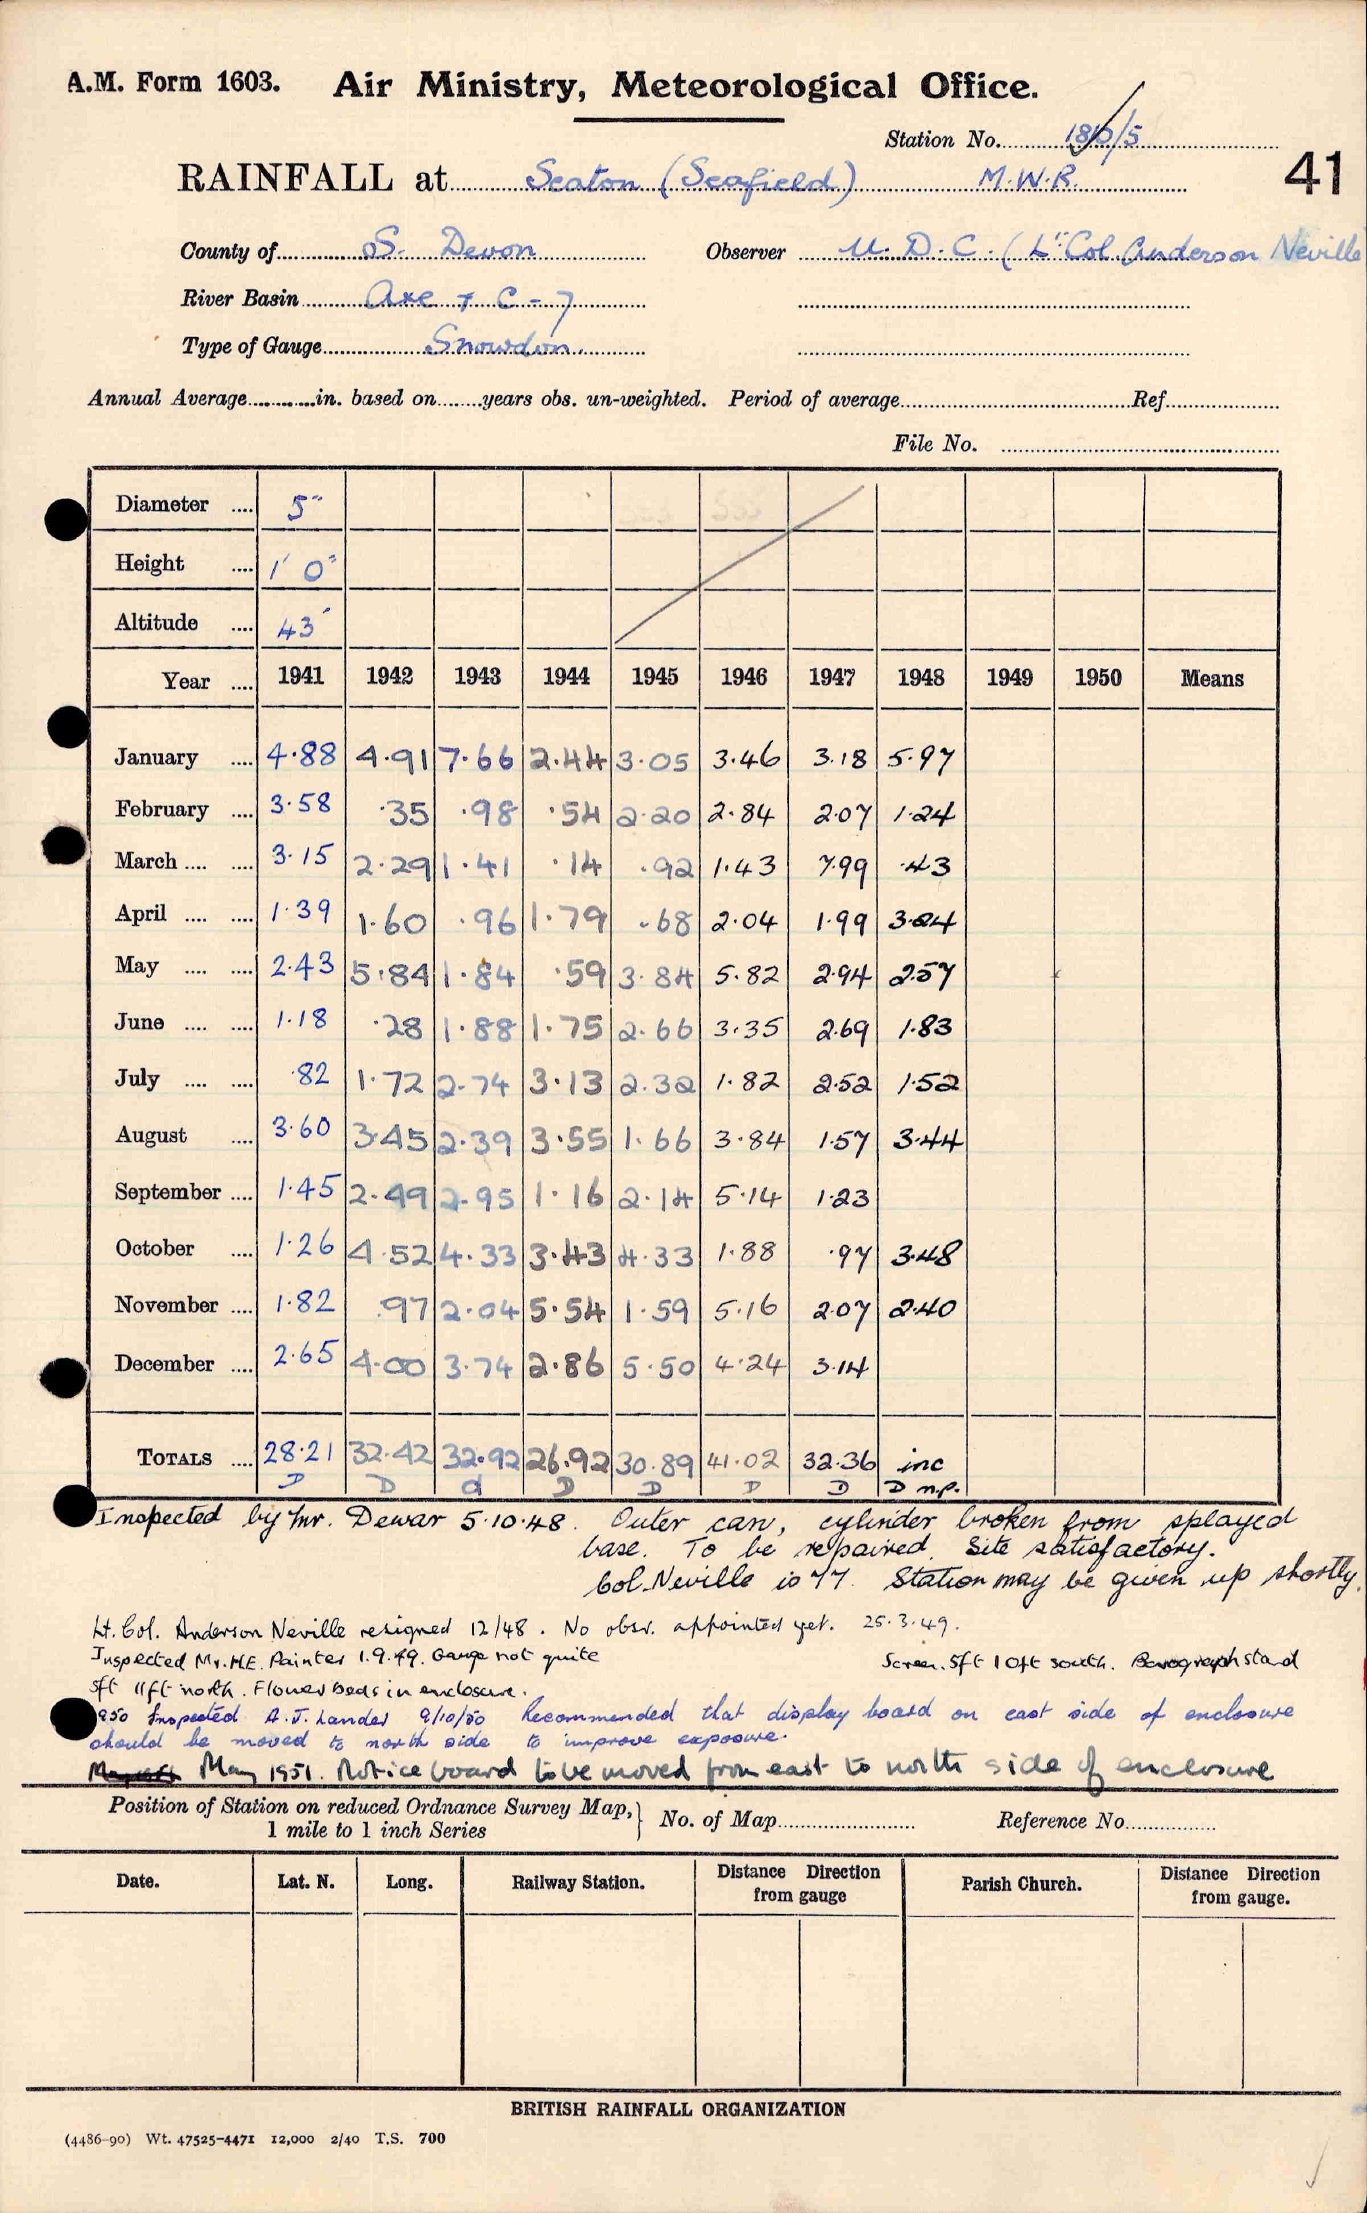 A.M. Form 1603. Air Ministry, Meteorological Office.
Station No. 1810/5
RAINFALL at Seaton (Seafield) M.W.R. 41
County of S. Devon Observer U.D.C. (Lt Col. Anderson Neville
River Basin Axe + C-7
Type of Gauge Snowdon.
Annual Average in. based on years obs. un-weighted. Period of average Ref
File No.
Diameter 5"
Height 1' 0"
Altitude 43'
Year 1941 1942 1943 1944 1945 1946 1947 1948 1949 1950 Means
January 4.88 4.91 7.66 2.44 3.05 3.46 3.18 5.97
February 3.58 .35 .98 .54 2.20 2.84 2.07 1.24
March 3.15 2.29 1.41 .14 .92 1.43 7.99 .43
April 1.39 1.60 .96 1.79 .68 2.04 1.99 3.04
May 2.43 5.84 1.84 .59 3.84 5.82 2.94 2.57
June 1.18 .28 1.88 1.75 2.66 3.35 2.69 1.83
July .82 1.72 2.74 3.13 2.32 1.82 2.52 1.52
August 3.60 3.45 2.39 3.55 1.66 3.84 1.57 3.44
September 1.45 2.49 2.95 1.16 2.14 5.14 1.23
October 1.26 4.52 4.33 3.43 4.33 1.88 .97 3.48
November 1.82 .97 2.04 5.54 1.59 5.16 2.07 2.40
December 2.65 4.00 3.74 2.86 5.50 4.24 3.14
TOTALS 28.21 32.42 32.92 26.92 30.89 41.02 32.36 inc
D D d D D D D D n.p.
Inspected by Mr. Dewar 5.10.48. Outer can, cylinder broken from splayed
base. To be repaired. Site satisfactory.
Col. Neville is 77. Station may be given up shortly.
Lt. Col. Anderson Neville resigned 12/48. No obsr. appointed yet. 25.3.49.
Inspected Mr. H.E. Painter 1.9.49. Gauge not quite Screen. 5ft 10ft south. Barograph stand
5ft 11ft north. Flower Beds in enclosure.
950 Inspected A.J. Lander 9/10/50 Recommended that display board on east side of enclosure
should be moved to north side to improve exposure.
May 1951. Notice board to be moved from east to north side of enclosure
Position of Station on reduced Ordnance Survey Map, 1 mile to 1 inch Series } No. of Map Reference No.
Date. Lat. N. Long. Railway Station. Distance Direction from gauge Parish Church. Distance Direction from gauge.
BRITISH RAINFALL ORGANIZATION
(4486-90) Wt. 47525-4471 12,000 2/40 T.S. 700